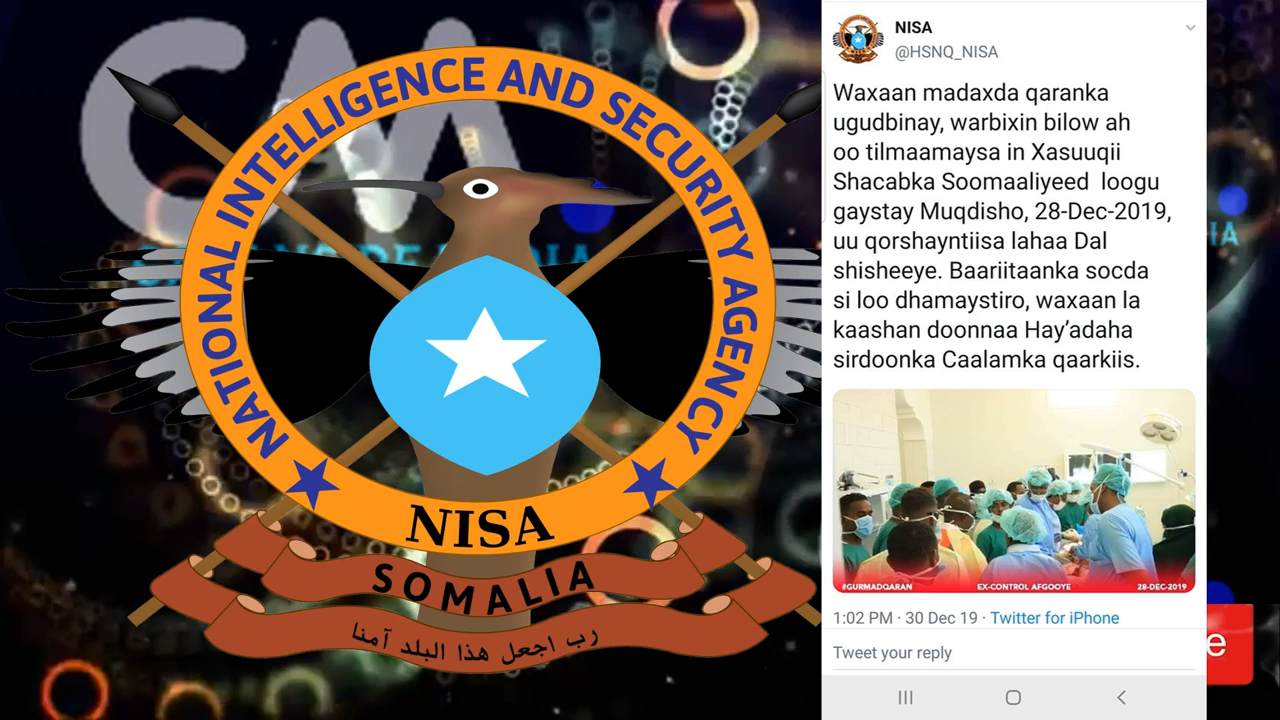 NATIONAL INTELLIGENCE AND SECURITY AGENCY
NISA
SOMALIA
رب اجعل هذا البلد آمنا
NISA
@HSNQ_NISA
Waxaan madaxda qaranka
ugudbinay, warbixin bilow ah
oo tilmaamaysa in Xasuuqii
Shacabka Soomaaliyeed  loogu
gaystay Muqdisho, 28-Dec-2019,
uu qorshayntiisa lahaa Dal
shisheeye. Baariitaanka socda
si loo dhamaystiro, waxaan la
kaashan doonnaa Hay’adaha
sirdoonka Caalamka qaarkiis.
#GURMADQARAN
EX-CONTROL AFGOOYE
28-DEC-2019
1:02 PM · 30 Dec 19 · Twitter for iPhone
Tweet your reply